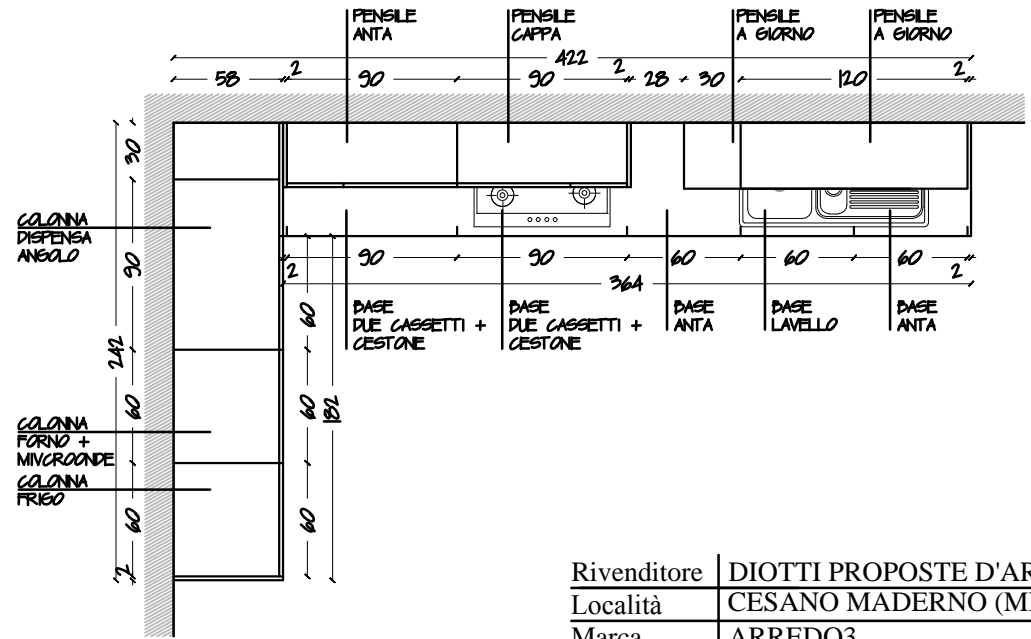 PENSILE
ANTA
PENSILE
CAPPA
PENSILE
A GIORNO
PENSILE
A GIORNO
422
58
2
90
90
2
28
30
120
2
30
90
242
60
60
2
COLONNA
DISPENSA
ANGOLO
COLONNA
FORNO +
MIVCROONDE
COLONNA
FRIGO
2
90
90
60
60
60
2
364
60
60
60
182
BASE
DUE CASSETTI +
CESTONE
BASE
DUE CASSETTI +
CESTONE
BASE
ANTA
BASE
LAVELLO
BASE
ANTA
Rivenditore DIOTTI PROPOSTE D'AR
Località CESANO MADERNO (M
Marca ARREDO3